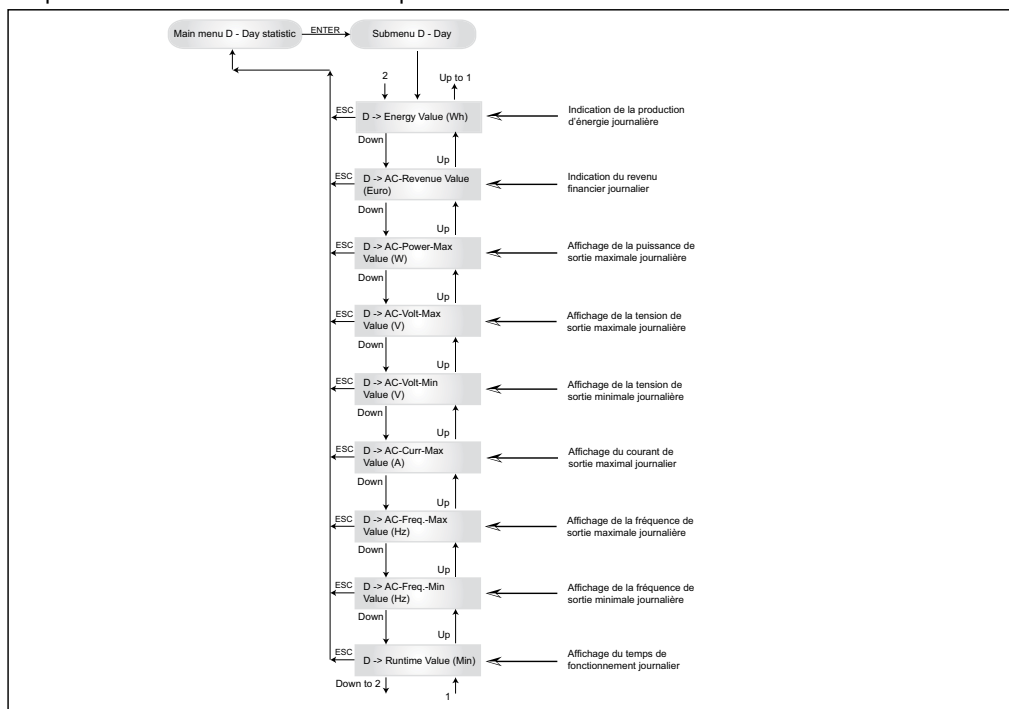 Main menu D - Day statistic
ENTER
Submenu D - Day
2
Up to 1
ESC
D -> Energy Value (Wh)
Indication de la production
d'énergie journalière
Down
Up
ESC
D -> AC-Revenue Value
(Euro)
Indication du revenu
financier journalier
Down
Up
ESC
D -> AC-Power-Max
Value (W)
Affichage de la puissance de
sortie maximale journalière
Down
Up
ESC
D -> AC-Volt-Max
Value (V)
Affichage de la tension de
sortie maximale journalière
Down
Up
ESC
D -> AC-Volt-Min
Value (V)
Affichage de la tension de
sortie minimale journalière
Down
Up
ESC
D -> AC-Curr-Max
Value (A)
Affichage du courant de
sortie maximal journalier
Down
Up
ESC
D -> AC-Freq.-Max
Value (Hz)
Affichage de la fréquence de
sortie maximale journalière
Down
Up
ESC
D -> AC-Freq.-Min
Value (Hz)
Affichage de la fréquence de
sortie minimale journalière
Down
Up
ESC
D -> Runtime Value (Min)
Affichage du temps de
fonctionnement journalier
Down to 2
1